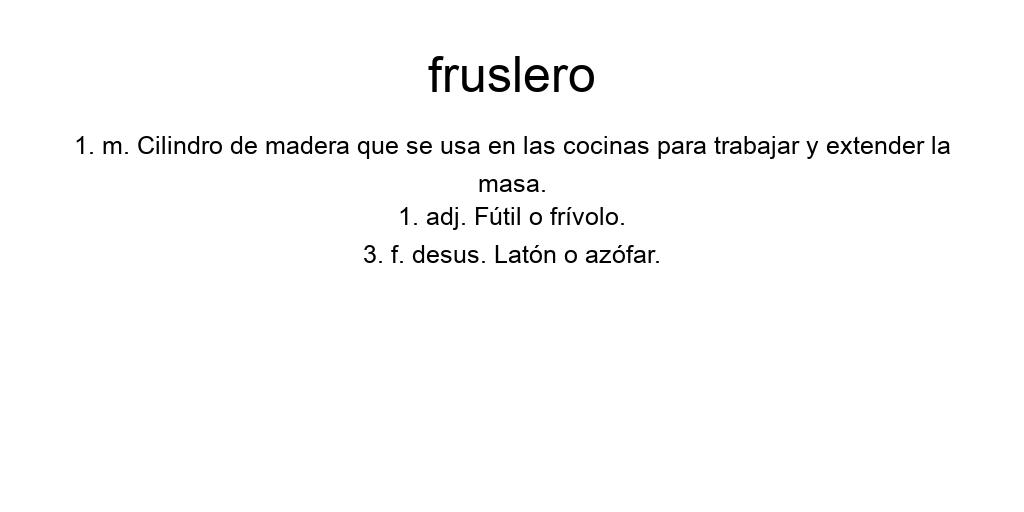 fruslero
1. m. Cilindro de madera que se usa en las cocinas para trabajar y extender la
masa.
1. adj. Fútil o frívolo.
3. f. desus. Latón o azófar.